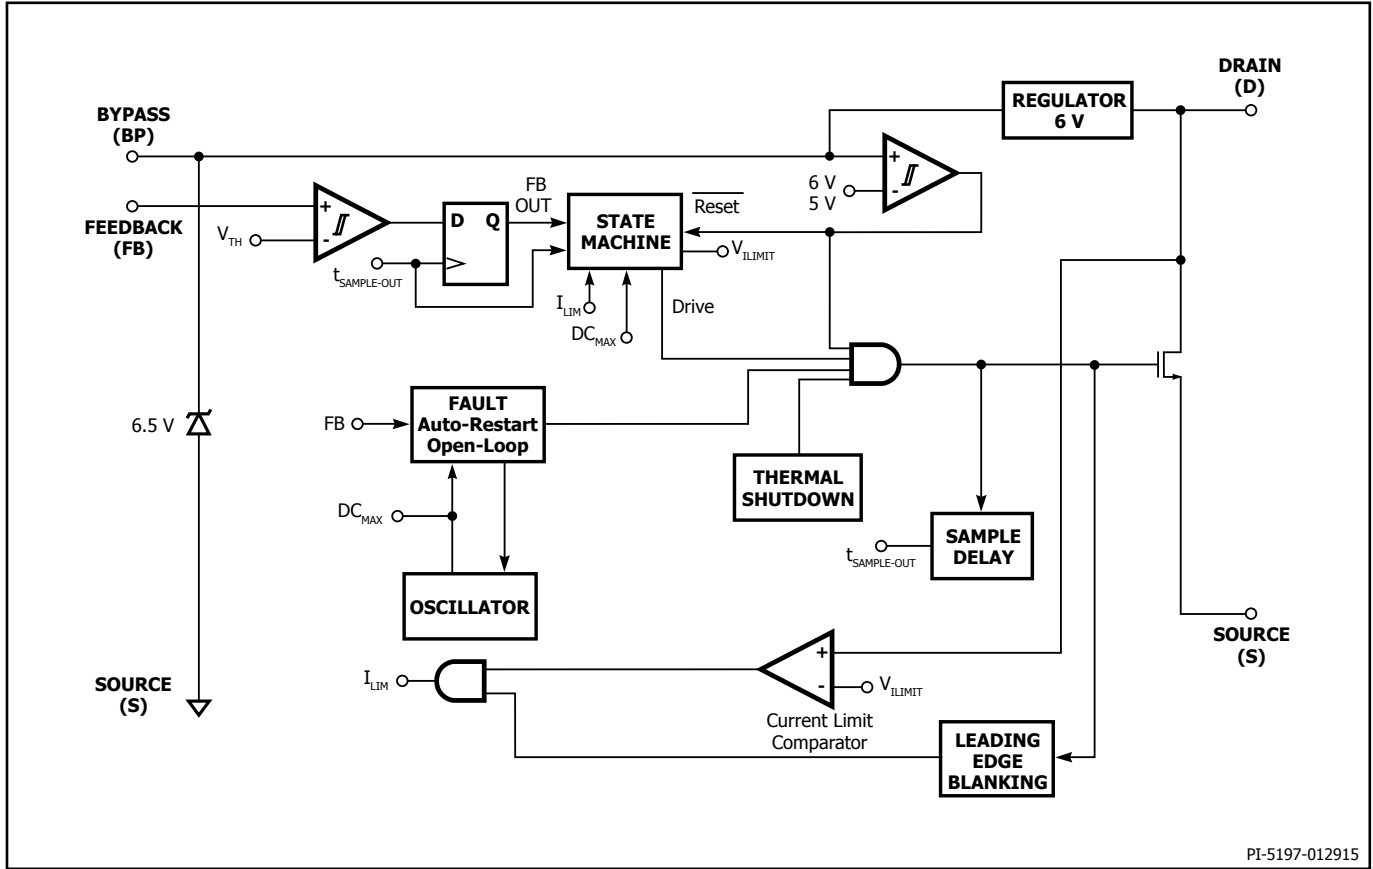 DRAIN
(D)
REGULATOR
6 V
BYPASS
(BP)
+
6 V
5 V
-
FB
OUT
Reset
FEEDBACK
(FB)
+
-
V_TH
D Q
STATE
MACHINE
V_ILIMIT
t_SAMPLE-OUT
I_LIM
Drive
DC_MAX
6.5 V
FB
FAULT
Auto-Restart
Open-Loop
THERMAL
SHUTDOWN
DC_MAX
SAMPLE
DELAY
t_SAMPLE-OUT
OSCILLATOR
SOURCE
(S)
SOURCE
(S)
I_LIM
+
-
V_ILIMIT
Current Limit
Comparator
LEADING
EDGE
BLANKING
PI-5197-012915